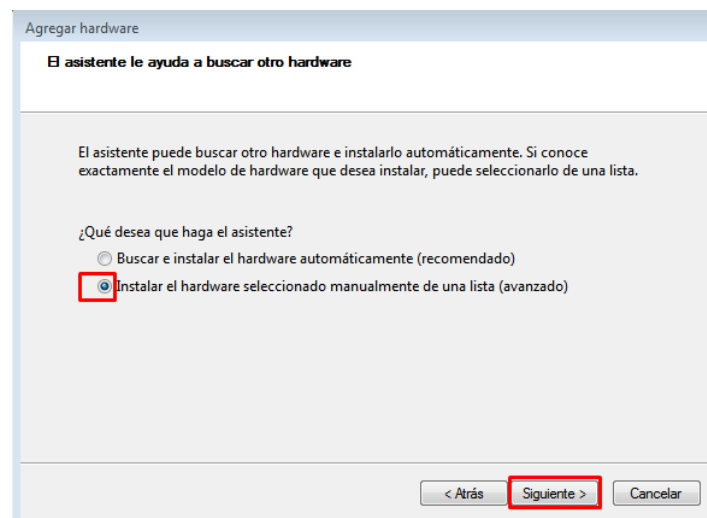 Agregar hardware
El asistente le ayuda a buscar otro hardware
El asistente puede buscar otro hardware e instalarlo automáticamente. Si conoce
exactamente el modelo de hardware que desea instalar, puede seleccionarlo de una lista.
¿Qué desea que haga el asistente?
Buscar e instalar el hardware automáticamente (recomendado)
Instalar el hardware seleccionado manualmente de una lista (avanzado)
< Atrás Siguiente > Cancelar